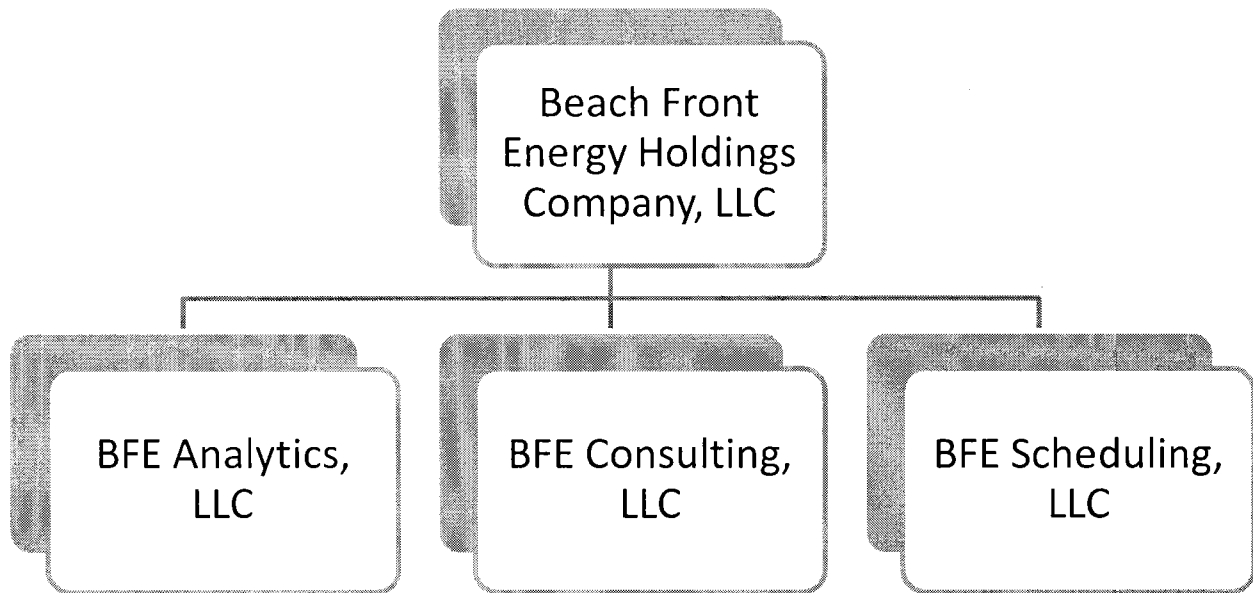 Beach Front
Energy Holdings
Company, LLC
BFE Analytics,
LLC
BFE Consulting,
LLC
BFE Scheduling,
LLC